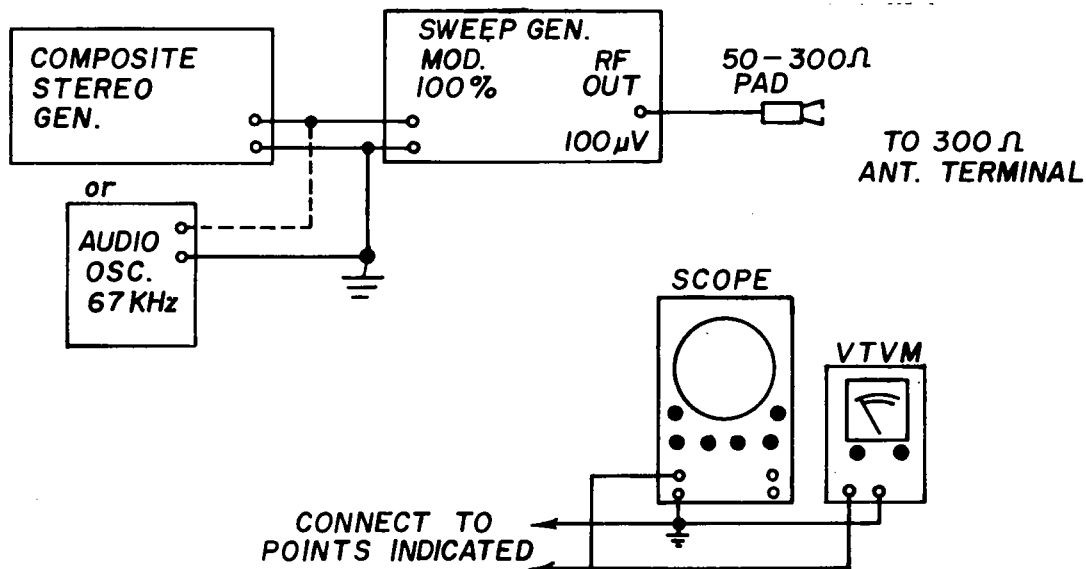 COMPOSITE
STEREO
GEN.
SWEEP GEN.
MOD.
100%
RF
OUT
100μV
50-300Ω
PAD
TO 300Ω
ANT. TERMINAL
or
AUDIO
OSC.
67KHz
SCOPE
VTVM
CONNECT TO
POINTS INDICATED